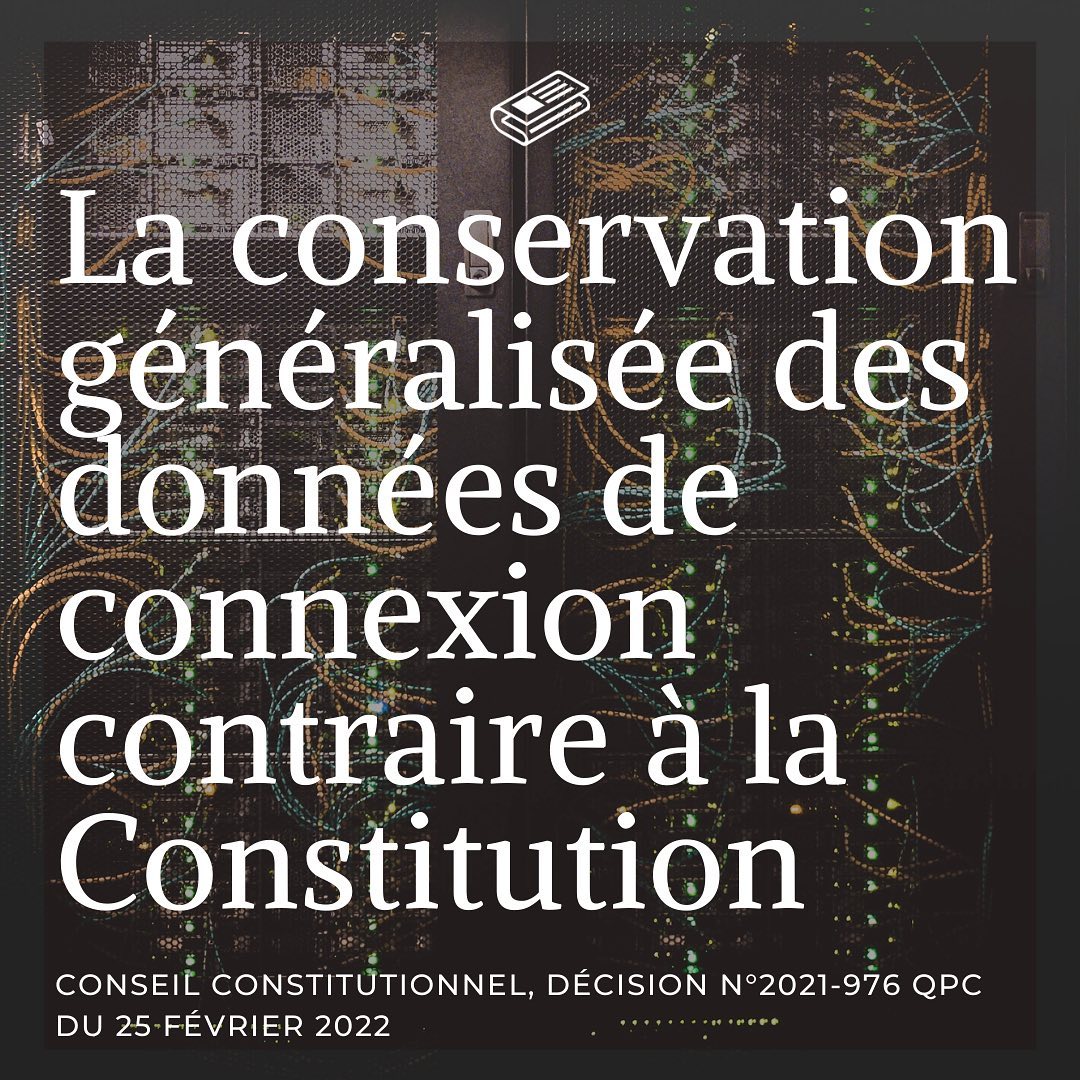 La conservation
généralisée des
données de
connexion
contraire à la
Constitution
CONSEIL CONSTITUTIONNEL, DÉCISION N°2021-976 QPC
DU 25 FÉVRIER 2022